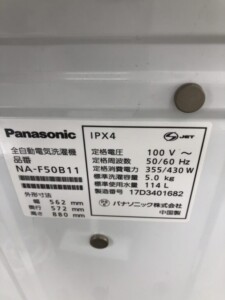 Panasonic
全自動電気洗濯機
品番
NA-F50B11
外形寸法
幅 562 mm
奥行 572 mm
高さ 880 mm
IPX4
JET
定格電圧 100 V ～
定格周波数 50/60 Hz
定格消費電力 355/430 W
標準洗濯容量 5.0 kg
標準使用水量 114 L
製造番号 17D3401682
パナソニック株式会社
中国製